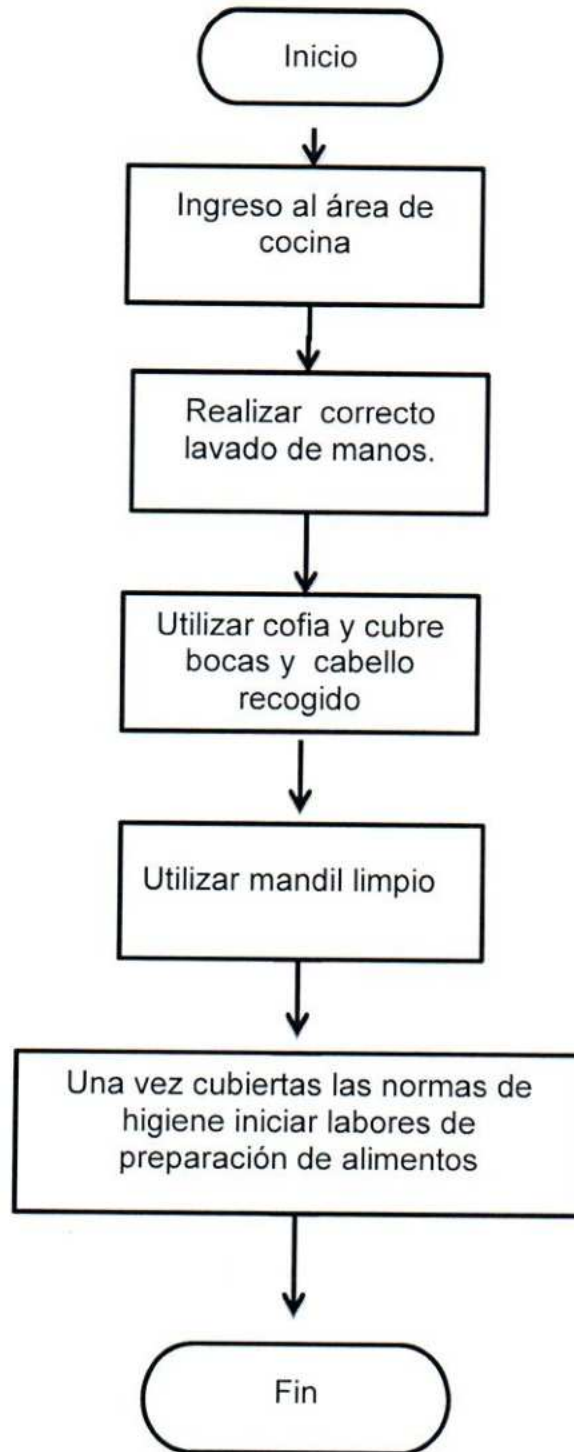 Inicio
Ingreso al área de
cocina
Realizar correcto
lavado de manos.
Utilizar cofia y cubre
bocas y cabello
recogido
Utilizar mandil limpio
Una vez cubiertas las normas de
higiene iniciar labores de
preparación de alimentos
Fin